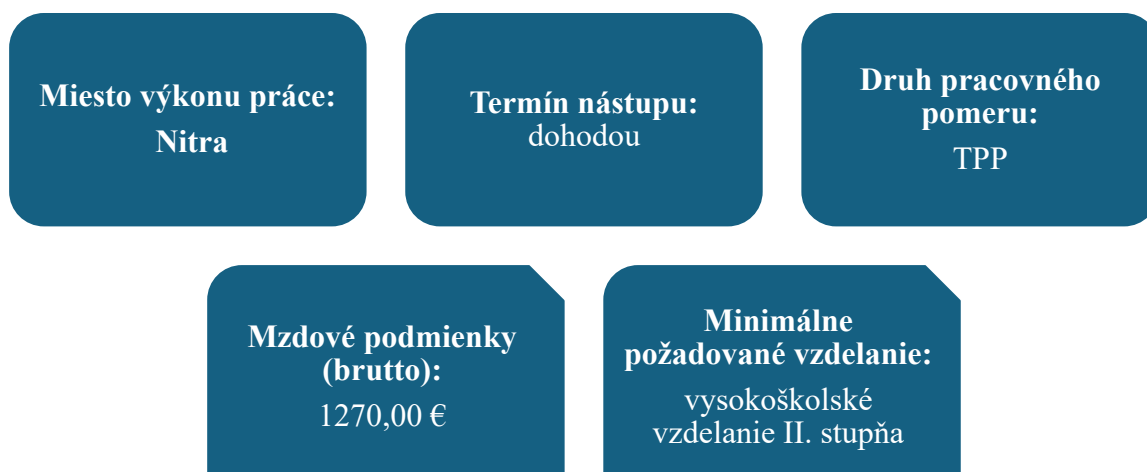 Miesto výkonu práce:
Nitra
Termín nástupu:
dohodou
Druh pracovného
pomeru:
TPP
Mzdové podmienky
(brutto):
1270,00 €
Minimálne
požadované vzdelanie:
vysokoškolské
vzdelanie II. stupňa